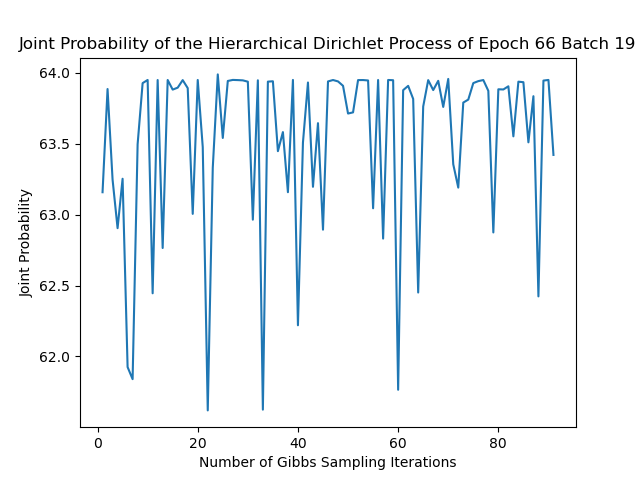 Joint Probability of the Hierarchical Dirichlet Process of Epoch 66 Batch 19
64.0
63.5
63.0
62.5
62.0
Joint Probability
0 20 40 60 80
Number of Gibbs Sampling Iterations